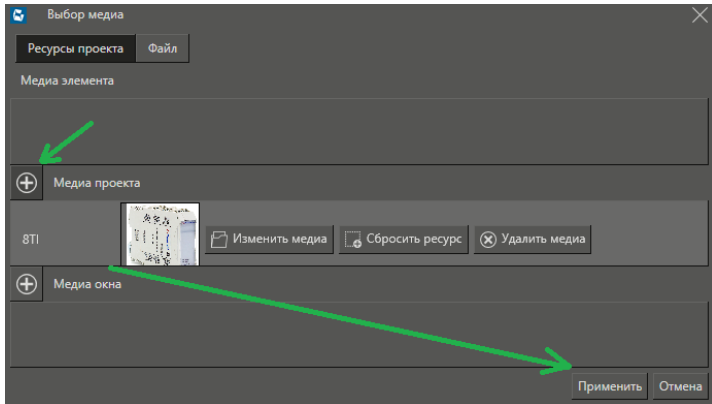 Выбор медиа
Ресурсы проекта Файл
Медиа элемента
Медиа проекта
8TI Изменить медиа Сбросить ресурс Удалить медиа
Медиа окна
Применить Отмена